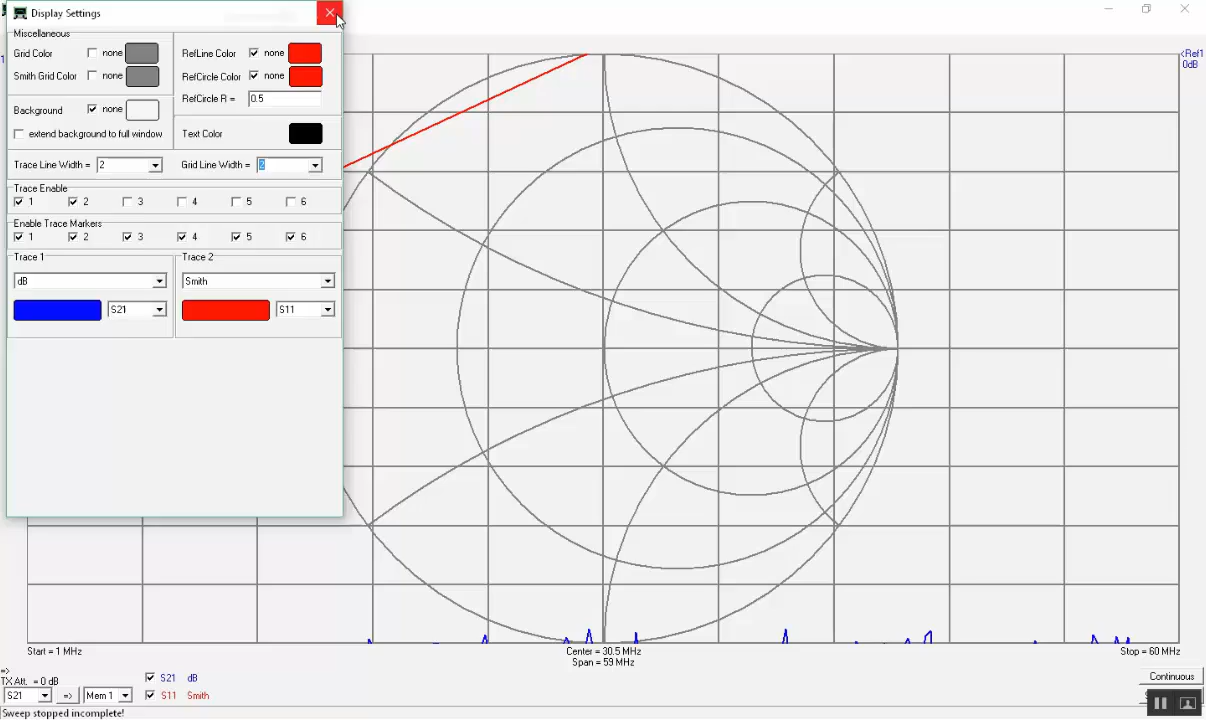 Display Settings
Miscellaneous
Grid Color none
RefLine Color none
Smith Grid Color none
RefCircle Color none
RefCircle R = 0.5
Background none
extend background to full window
Text Color
Trace Line Width = 2
Grid Line Width = 2
Trace Enable
1 2 3 4 5 6
Enable Trace Markers
1 2 3 4 5 6
Trace 1
Trace 2
dB
Smith
S21
S11
<Ref1
0dB
Start = 1 MHz
Center = 30.5 MHz
Span = 59 MHz
Stop = 60 MHz
=>
TX Att. = 0 dB
S21 dB
S21 => Mem 1
S11 Smith
Continuous
Sweep stopped incomplete!